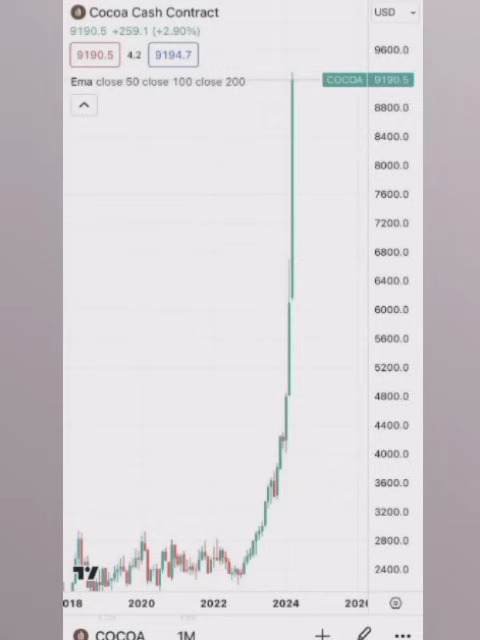 Cocoa Cash Contract
USD
9190.5 +259.1 (+2.90%)
9190.5 4.2 9194.7
Ema close 50 close 100 close 200
COCOA 9190.5
9600.0
8800.0
8400.0
8000.0
7600.0
7200.0
6800.0
6400.0
6000.0
5600.0
5200.0
4800.0
4400.0
4000.0
3600.0
3200.0
2800.0
2400.0
2018 2020 2022 2024 2026
COCOA 1M